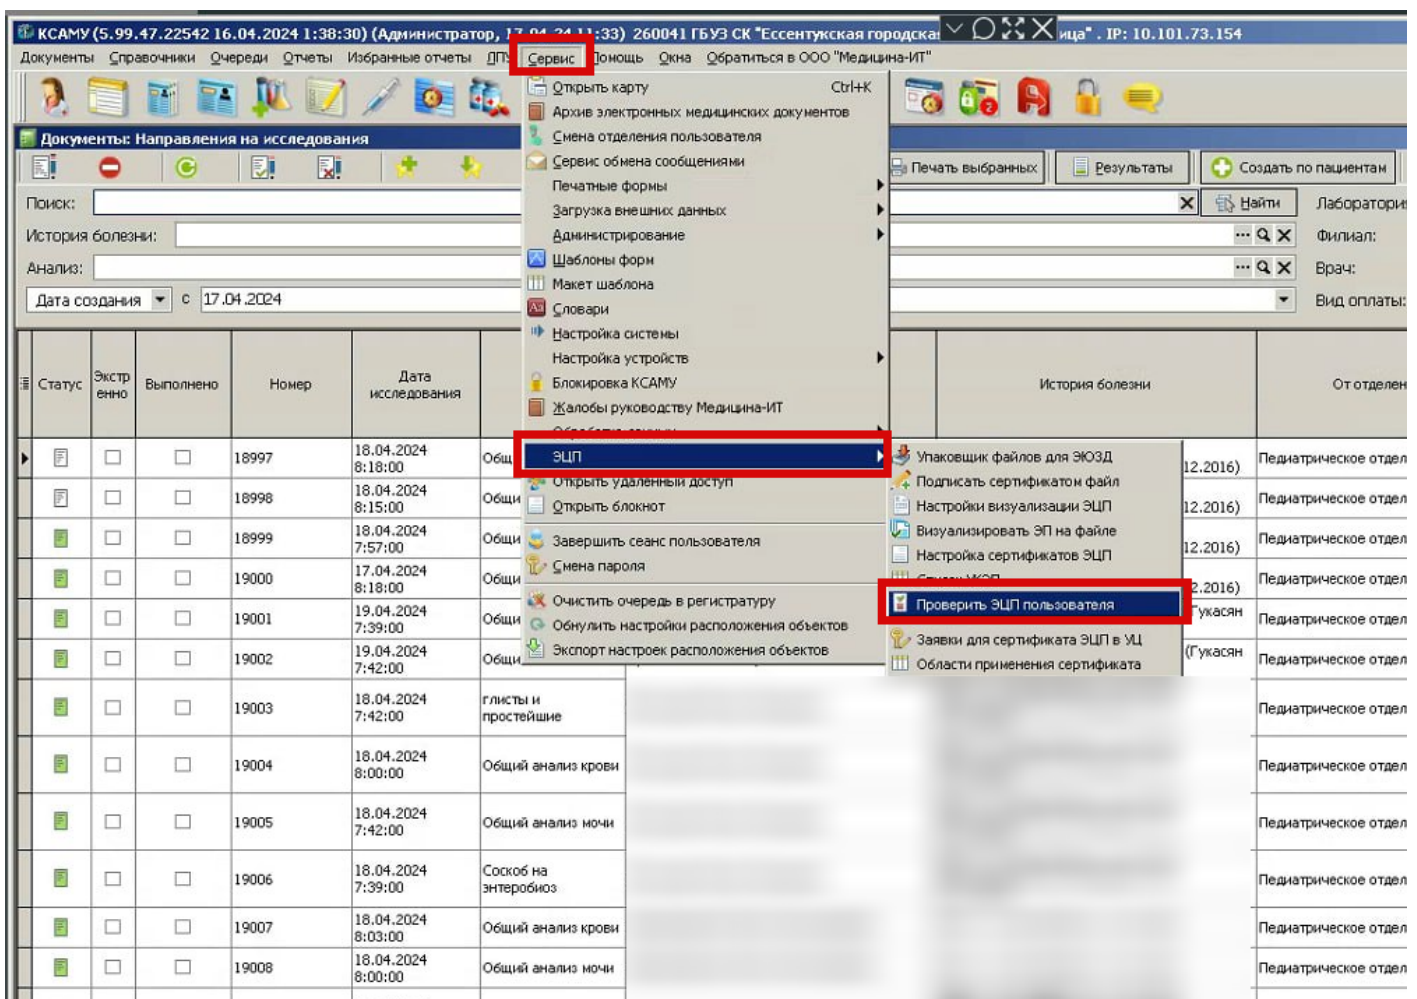 КСАМУ (5.99.47.22542 16.04.2024 1:38:30) (Администратор, 17.04.24 11:33) 260041 ГБУЗ СК "Ессентукская городская ица" . IP: 10.101.73.154
Документы Справочники Очереди Отчеты Избранные отчеты ЛПУ Сервис Помощь Окна Обратиться в ООО "Медицина-ИТ"
Документы: Направления на исследования
Печать выбранных Результаты Создать по пациентам
Поиск: Найти Лаборатория
История болезни: Филиал:
Анализ: Врач:
Дата создания с 17.04.2024 Вид оплаты:
Открыть карту Ctrl+K
Архив электронных медицинских документов
Смена отделения пользователя
Сервис обмена сообщениями
Печатные формы
Загрузка внешних данных
Администрирование
Шаблоны форм
Макет шаблона
Словари
Настройка системы
Настройка устройств
Блокировка КСАМУ
Жалобы руководству Медицина-ИТ
Обработка данных
ЭЦП
Открыть удаленный доступ
Открыть блокнот
Завершить сеанс пользователя
Смена пароля
Очистить очередь в регистратуру
Обнулить настройки расположения объектов
Экспорт настроек расположения объектов
Упаковщик файлов для ЭЮЗД
Подписать сертификатом файл
Настройки визуализации ЭЦП
Визуализировать ЭП на файле
Настройка сертификатов ЭЦП
Список УКЭП
Проверить ЭЦП пользователя
Заявки для сертификата ЭЦП в УЦ
Области применения сертификата
Статус Экстренно Выполнено Номер Дата исследования История болезни От отделен
18997 18.04.2024 8:18:00 Общ 12.2016) Педиатрическое отдел
18998 18.04.2024 8:15:00 Общи 12.2016) Педиатрическое отдел
18999 18.04.2024 7:57:00 Общи 12.2016) Педиатрическое отдел
19000 17.04.2024 8:18:00 Общи 2.2016) Педиатрическое отдел
19001 19.04.2024 7:39:00 Общи Гукасян Педиатрическое отдел
19002 19.04.2024 7:42:00 Общи (Гукасян Педиатрическое отдел
19003 18.04.2024 7:42:00 глисты и простейшие Педиатрическое отдел
19004 18.04.2024 8:00:00 Общий анализ крови Педиатрическое отдел
19005 18.04.2024 7:42:00 Общий анализ мочи Педиатрическое отдел
19006 18.04.2024 7:39:00 Соскоб на энтеробиоз Педиатрическое отдел
19007 18.04.2024 8:03:00 Общий анализ крови Педиатрическое отдел
19008 18.04.2024 8:00:00 Общий анализ мочи Педиатрическое отдел